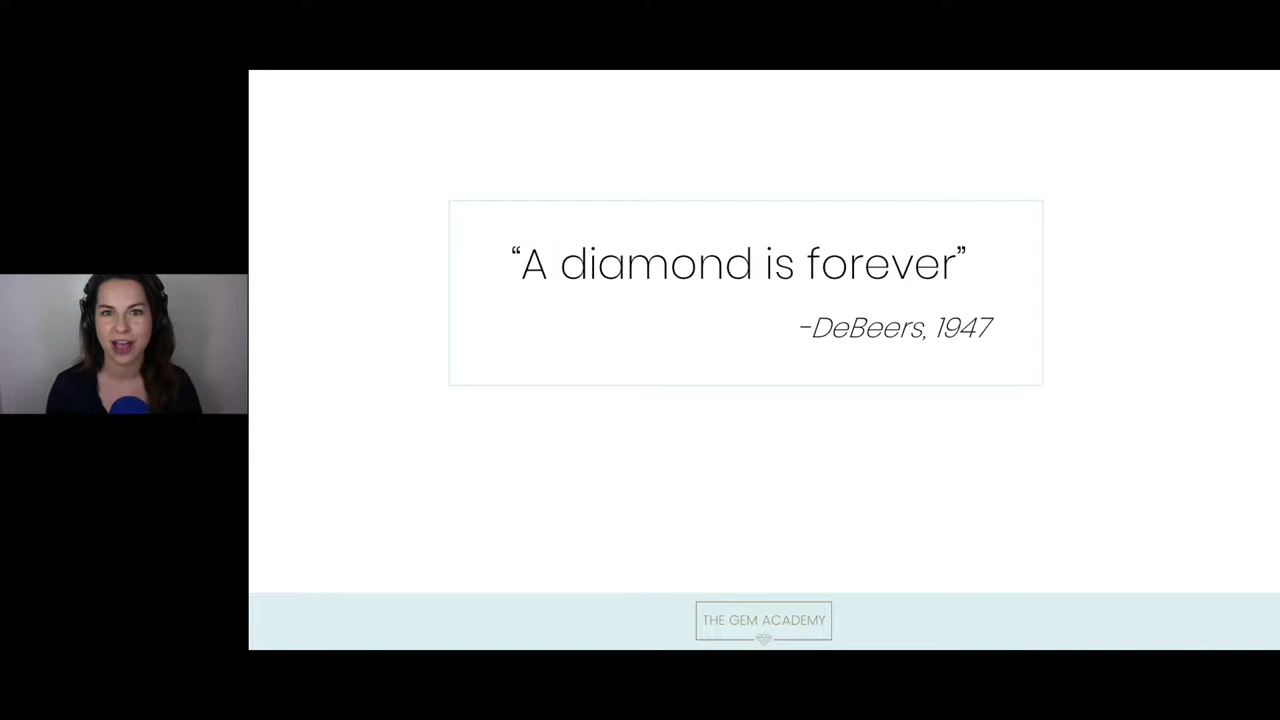 “A diamond is forever”
-DeBeers, 1947
THE GEM ACADEMY